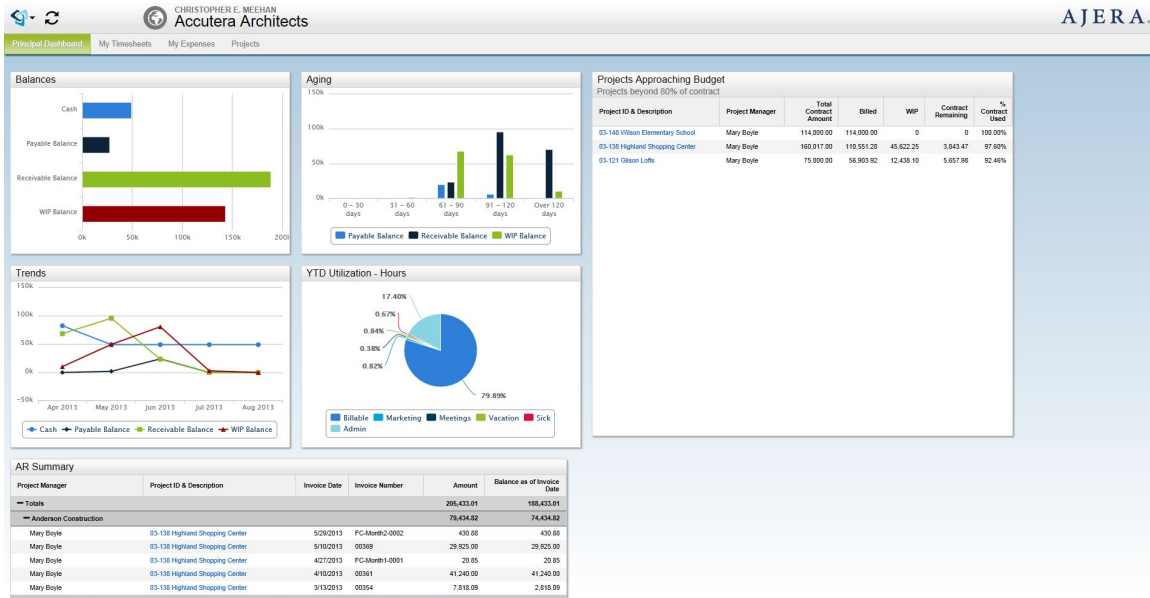 CHRISTOPHER E. MEEHAN
Accutera Architects
AJERA
Principal Dashboard My Timesheets My Expenses Projects
Balances
Cash
Payable Balance
Receivable Balance
WIP Balance
0k 50k 100k 150k 200k
Aging
150k
100k
50k
0k
0 - 30 days 31 - 60 days 61 - 90 days 91 - 120 days Over 120 days
Payable Balance Receivable Balance WIP Balance
Projects Approaching Budget
Projects beyond 80% of contract
Project ID & Description Project Manager Total Contract Amount Billed WIP Contract Remaining % Contract Used
03-148 Wilson Elementary School Mary Boyle 114,000.00 114,000.00 0 0 100.00%
03-138 Highland Shopping Center Mary Boyle 160,017.00 110,551.28 45,622.25 3,843.47 97.60%
03-121 Glison Lofts Mary Boyle 75,000.00 56,903.92 12,438.10 5,657.98 92.46%
Trends
150k
100k
50k
0k
-50k
Apr 2013 May 2013 Jun 2013 Jul 2013 Aug 2013
Cash Payable Balance Receivable Balance WIP Balance
YTD Utilization - Hours
17.40%
0.67%
0.84%
0.38%
0.82%
79.89%
Billable Marketing Meetings Vacation Sick
Admin
AR Summary
Project Manager Project ID & Description Invoice Date Invoice Number Amount Balance as of Invoice Date
Totals 205,433.01 188,433.01
Anderson Construction 79,434.82 74,434.82
Mary Boyle 03-138 Highland Shopping Center 5/29/2013 FC-Month2-0002 430.88 430.88
Mary Boyle 03-138 Highland Shopping Center 5/10/2013 00369 29,925.00 29,925.00
Mary Boyle 03-138 Highland Shopping Center 4/27/2013 FC-Month1-0001 20.85 20.85
Mary Boyle 03-138 Highland Shopping Center 4/10/2013 00361 41,240.00 41,240.00
Mary Boyle 03-138 Highland Shopping Center 3/13/2013 00354 7,818.09 2,818.09